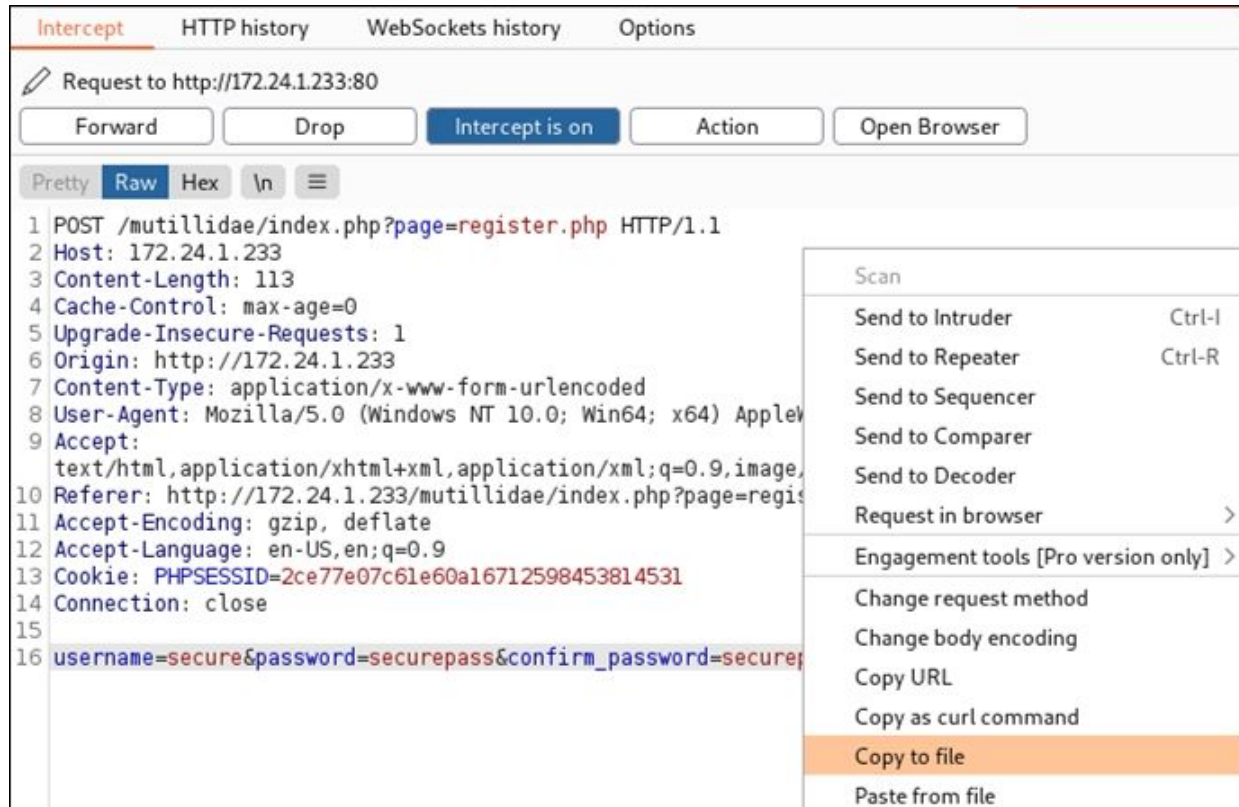 Intercept HTTP history WebSockets history Options
Request to http://172.24.1.233:80
Forward Drop Intercept is on Action Open Browser
Pretty Raw Hex \n
1 POST /mutillidae/index.php?page=register.php HTTP/1.1
2 Host: 172.24.1.233
3 Content-Length: 113
4 Cache-Control: max-age=0
5 Upgrade-Insecure-Requests: 1
6 Origin: http://172.24.1.233
7 Content-Type: application/x-www-form-urlencoded
8 User-Agent: Mozilla/5.0 (Windows NT 10.0; Win64; x64) AppleW
9 Accept:
text/html,application/xhtml+xml,application/xml;q=0.9,image,
10 Referer: http://172.24.1.233/mutillidae/index.php?page=regis
11 Accept-Encoding: gzip, deflate
12 Accept-Language: en-US,en;q=0.9
13 Cookie: PHPSESSID=2ce77e07c61e60a16712598453814531
14 Connection: close
15
16 username=secure&password=securepass&confirm_password=securep
Scan
Send to Intruder Ctrl-I
Send to Repeater Ctrl-R
Send to Sequencer
Send to Comparer
Send to Decoder
Request in browser >
Engagement tools [Pro version only] >
Change request method
Change body encoding
Copy URL
Copy as curl command
Copy to file
Paste from file